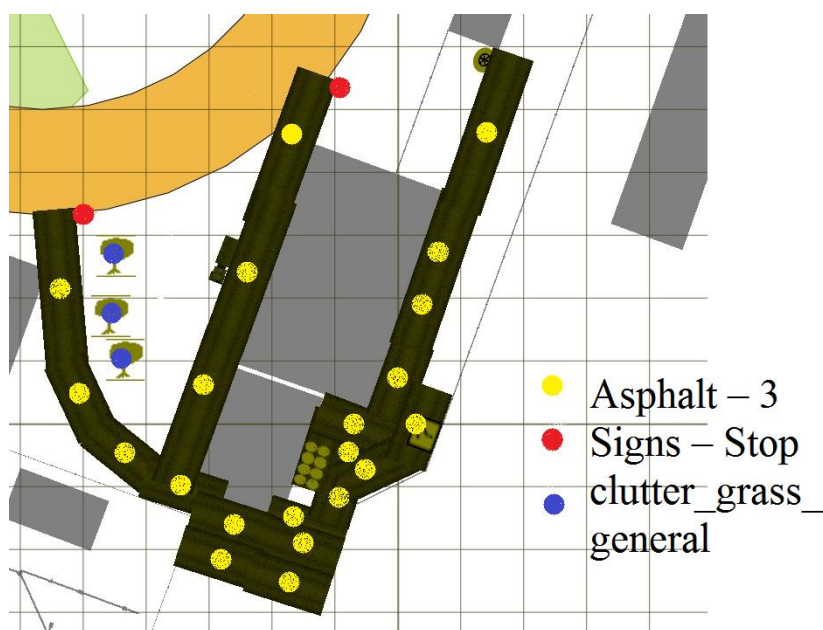 Asphalt – 3
Signs – Stop
clutter_grass_
general